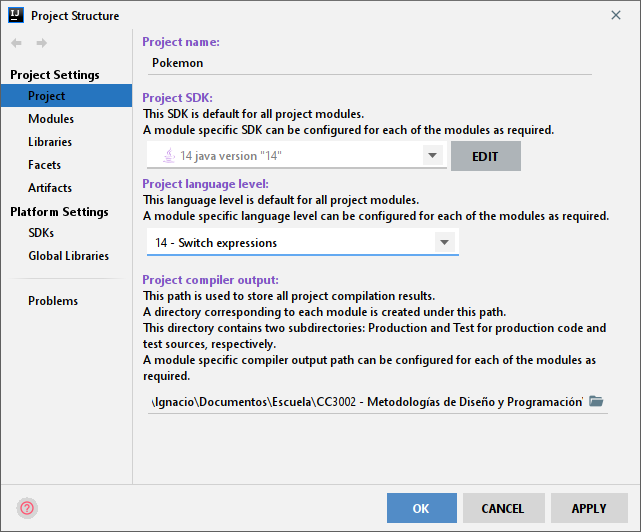 IJ
Project Structure
Project Settings
Project
Modules
Libraries
Facets
Artifacts
Platform Settings
SDKs
Global Libraries
Problems
Project name:
Pokemon
Project SDK:
This SDK is default for all project modules.
A module specific SDK can be configured for each of the modules as required.
14 java version "14"
EDIT
Project language level:
This language level is default for all project modules.
A module specific language level can be configured for each of the modules as required.
14 - Switch expressions
Project compiler output:
This path is used to store all project compilation results.
A directory corresponding to each module is created under this path.
This directory contains two subdirectories: Production and Test for production code and
test sources, respectively.
A module specific compiler output path can be configured for each of the modules as
required.
\Ignacio\Documentos\Escuela\CC3002 - Metodologías de Diseño y Programación\
?
OK
CANCEL
APPLY